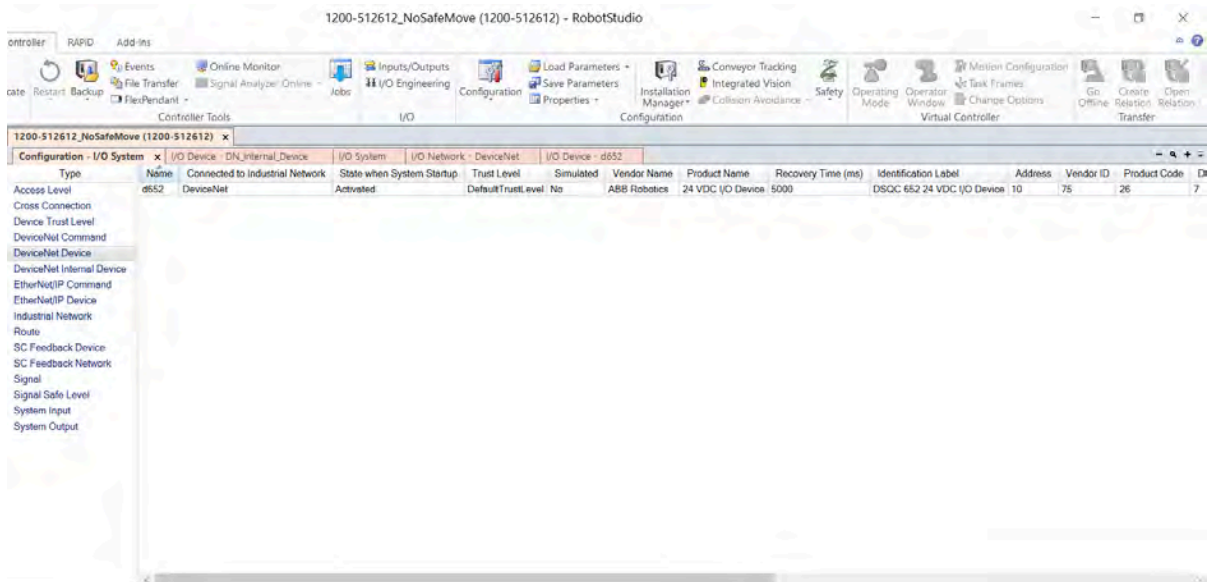 1200-512612_NoSafeMove (1200-512612) - RobotStudio
ontroller RAPID Add-Ins
cate Restart Backup
Events
File Transfer
FlexPendant
Online Monitor
Signal Analyzer Online
Controller Tools
Jobs
Inputs/Outputs
I/O Engineering
I/O
Configuration
Load Parameters
Save Parameters
Properties
Installation
Manager
Conveyor Tracking
Integrated Vision
Collision Avoidance
Configuration
Safety
Operating
Mode
Operator
Window
Motion Configuration
Task Frames
Change Options
Virtual Controller
Go
Offline
Create
Relation
Open
Relation
Transfer
1200-512612_NoSafeMove (1200-512612) x
Configuration - I/O System x I/O Device - DN_Internal_Device I/O System I/O Network - DeviceNet I/O Device - d652
Type Name Connected to Industrial Network State when System Startup Trust Level Simulated Vendor Name Product Name Recovery Time (ms) Identification Label Address Vendor ID Product Code
Access Level d652 DeviceNet Activated DefaultTrustLevel No ABB Robotics 24 VDC I/O Device 5000 DSQC 652 24 VDC I/O Device 10 75 26 7
Cross Connection
Device Trust Level
DeviceNet Command
DeviceNet Device
DeviceNet Internal Device
EtherNet/IP Command
EtherNet/IP Device
Industrial Network
Route
SC Feedback Device
SC Feedback Network
Signal
Signal Safe Level
System Input
System Output